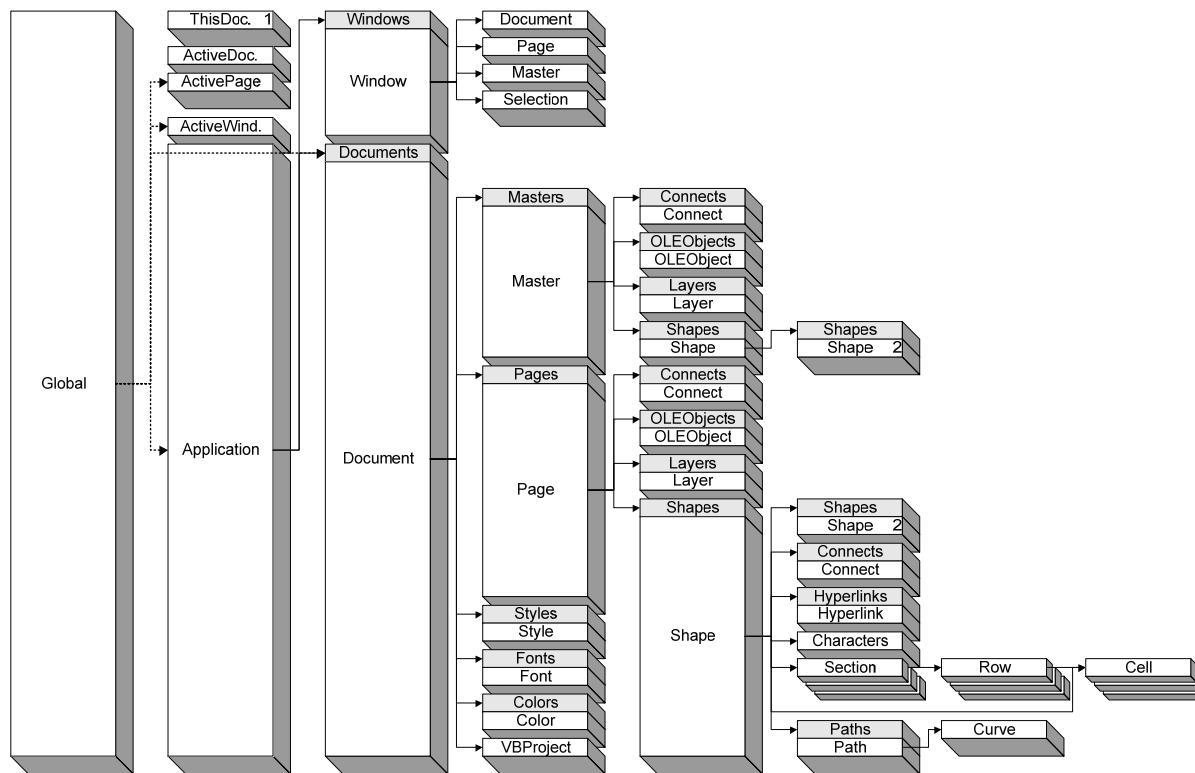 Global
ThisDoc. 1
ActiveDoc.
ActivePage
ActiveWind.
Application
Windows
Window
Documents
Document
Document
Page
Master
Selection
Masters
Master
Pages
Page
Styles
Style
Fonts
Font
Colors
Color
VBProject
Connects
Connect
OLEObjects
OLEObject
Layers
Layer
Shapes
Shape
Connects
Connect
OLEObjects
OLEObject
Layers
Layer
Shapes
Shape
Shapes
Shape 2
Shapes
Shape 2
Connects
Connect
Hyperlinks
Hyperlink
Characters
Section
Row
Cell
Paths
Path
Curve